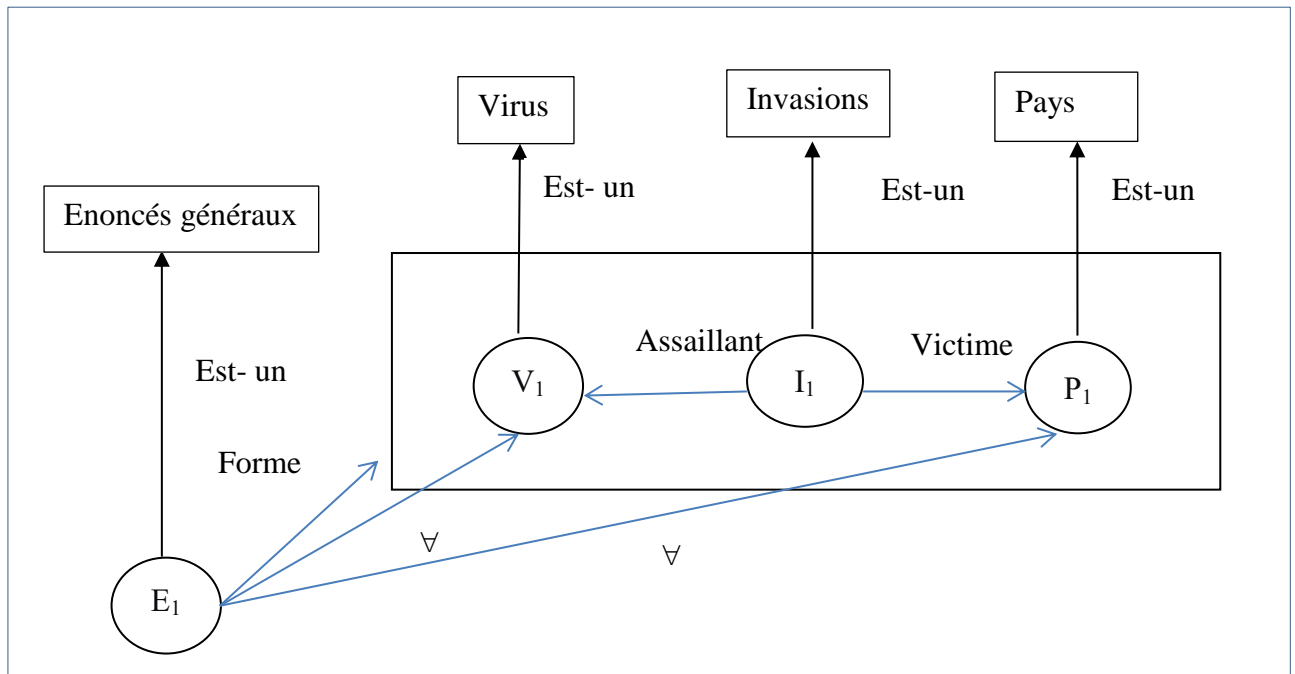 Virus
Invasions
Pays
Est- un
Est-un
Est-un
Enoncés généraux
Assaillant
Victime
Est- un
V₁
I₁
P₁
Forme
∀
∀
E₁